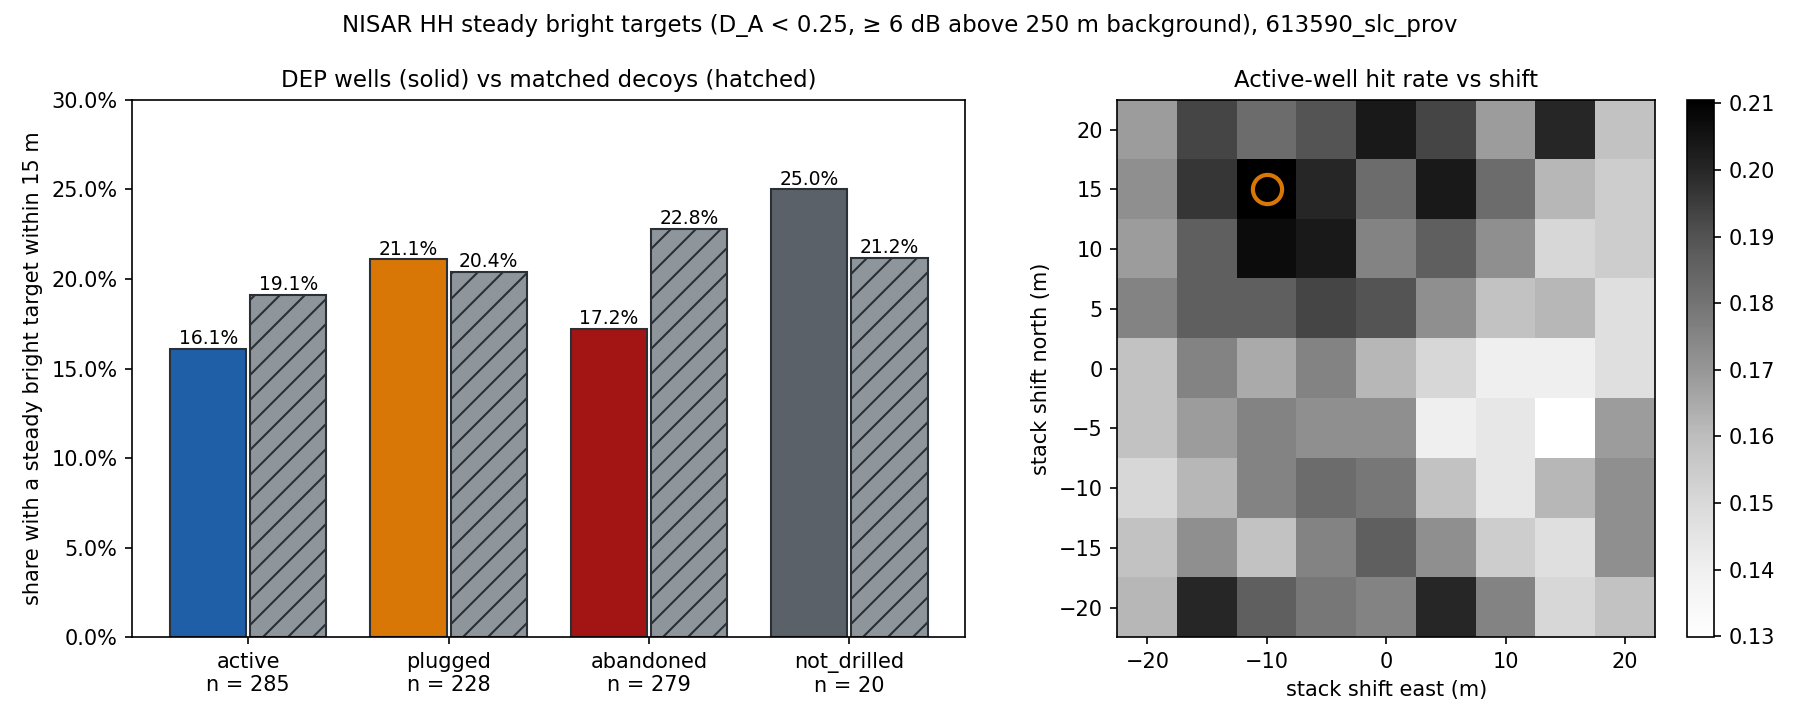 NISAR HH steady bright targets (D_A < 0.25, ≥ 6 dB above 250 m background), 613590_slc_prov
DEP wells (solid) vs matched decoys (hatched)
share with a steady bright target within 15 m
30.0%
25.0%
20.0%
15.0%
10.0%
5.0%
0.0%
16.1%
19.1%
21.1%
20.4%
17.2%
22.8%
25.0%
21.2%
active
n = 285
plugged
n = 228
abandoned
n = 279
not_drilled
n = 20
Active-well hit rate vs shift
stack shift north (m)
20
15
10
5
0
−5
−10
−15
−20
−20
−10
0
10
20
stack shift east (m)
0.21
0.20
0.19
0.18
0.17
0.16
0.15
0.14
0.13